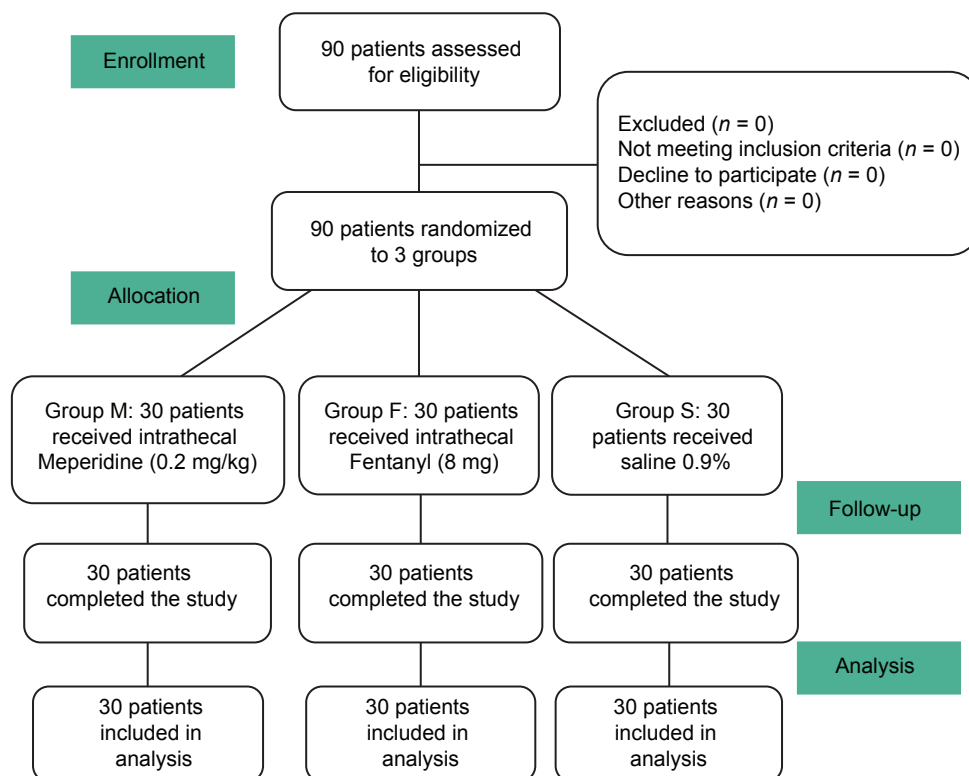 Enrollment
90 patients assessed
for eligibility
Excluded (n = 0)
Not meeting inclusion criteria (n = 0)
Decline to participate (n = 0)
Other reasons (n = 0)
90 patients randomized
to 3 groups
Allocation
Group M: 30 patients
received intrathecal
Meperidine (0.2 mg/kg)
Group F: 30 patients
received intrathecal
Fentanyl (8 mg)
Group S: 30
patients received
saline 0.9%
Follow-up
30 patients
completed the study
30 patients
completed the study
30 patients
completed the study
Analysis
30 patients
included in
analysis
30 patients
included in
analysis
30 patients
included in
analysis